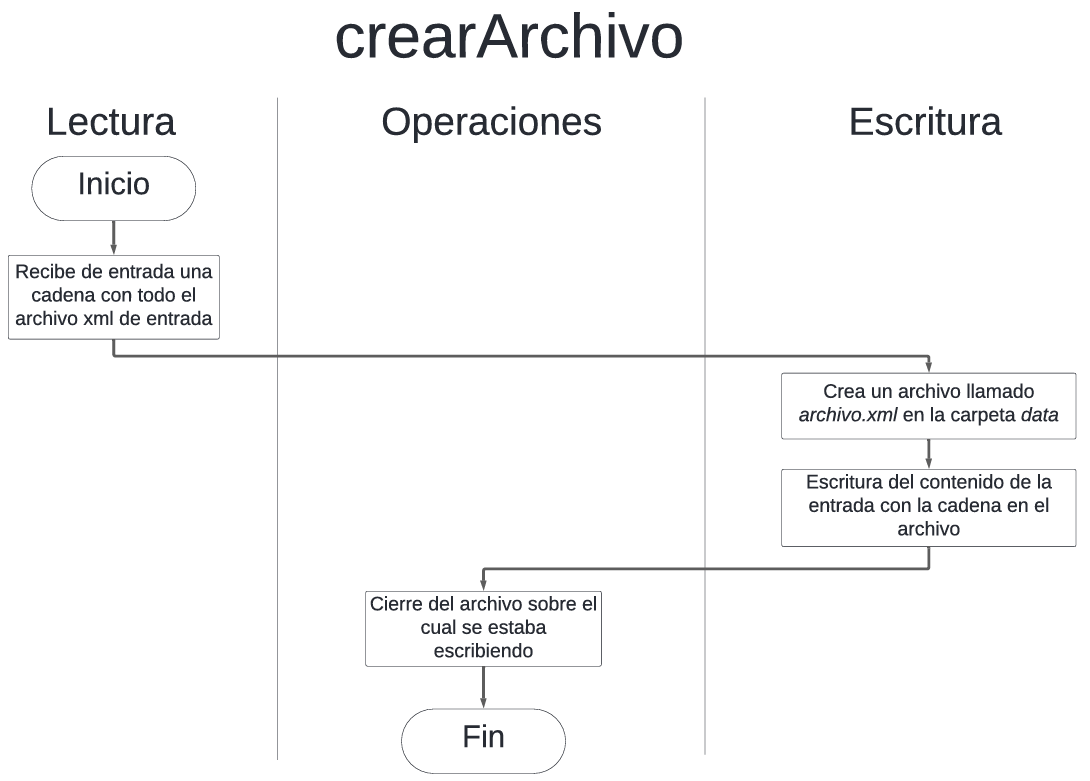 crearArchivo
Lectura
Operaciones
Escritura
Inicio
Recibe de entrada una
cadena con todo el
archivo xml de entrada
Crea un archivo llamado
archivo.xml en la carpeta data
Escritura del contenido de la
entrada con la cadena en el
archivo
Cierre del archivo sobre el
cual se estaba
escribiendo
Fin